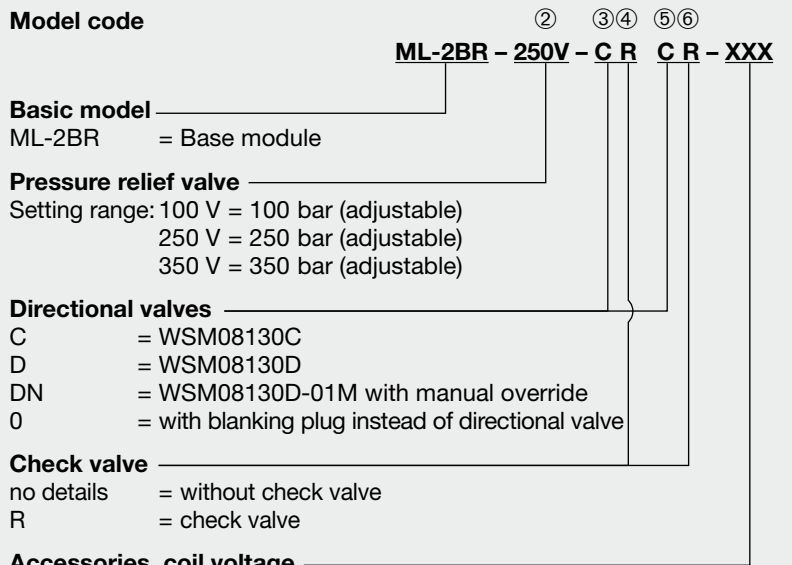 Model code ② ③④ ⑤⑥
ML-2BR – 250V – C R C R – XXX
Basic model
ML-2BR = Base module
Pressure relief valve
Setting range: 100 V = 100 bar (adjustable)
250 V = 250 bar (adjustable)
350 V = 350 bar (adjustable)
Directional valves
C = WSM08130C
D = WSM08130D
DN = WSM08130D-01M with manual override
0 = with blanking plug instead of directional valve
Check valve
no details = without check valve
R = check valve
Accessories, coil voltage